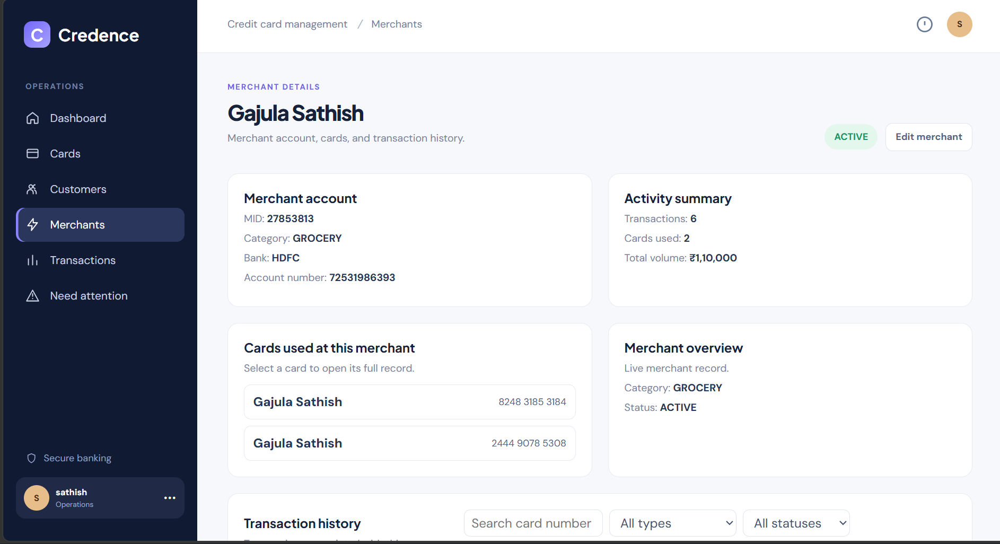 C Credence
OPERATIONS
Dashboard
Cards
Customers
Merchants
Transactions
Need attention
Secure banking
S
sathish
Operations
Credit card management / Merchants
S
MERCHANT DETAILS
Gajula Sathish
Merchant account, cards, and transaction history.
ACTIVE
Edit merchant
Merchant account
MID: 27853813
Category: GROCERY
Bank: HDFC
Account number: 72531986393
Activity summary
Transactions: 6
Cards used: 2
Total volume: ₹1,10,000
Cards used at this merchant
Select a card to open its full record.
Gajula Sathish 8248 3185 3184
Gajula Sathish 2444 9078 5308
Merchant overview
Live merchant record.
Category: GROCERY
Status: ACTIVE
Transaction history
Search card number
All types
All statuses